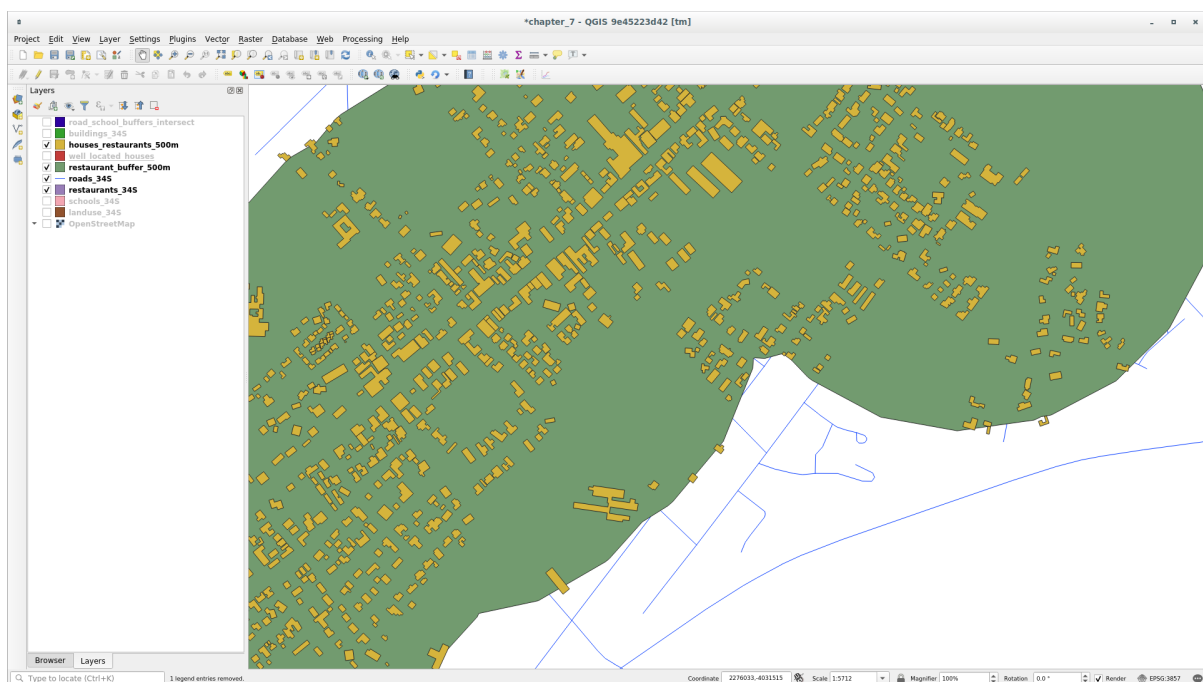 *chapter_7 - QGIS 9e45223d42 [tm]
Project Edit View Layer Settings Plugins Vector Raster Database Web Processing Help
Layers
road_school_buffers_intersect
buildings_34S
houses_restaurants_500m
well_located_houses
restaurant_buffer_500m
roads_34S
restaurants_34S
schools_34S
landuse_34S
OpenStreetMap
Browser Layers
Type to locate (Ctrl+K) 1 legend entries removed. Coordinate 2276033,-4031515 Scale 1:5712 Magnifier 100% Rotation 0.0 ° Render EPSG:3857